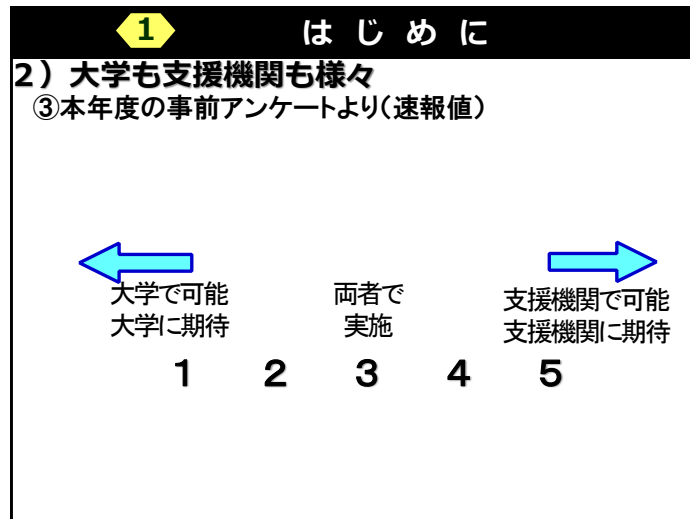 1 はじめに
２）大学も支援機関も様々
③本年度の事前アンケートより（速報値）
大学で可能 両者で 支援機関で可能
大学に期待 実施 支援機関に期待
１ ２ ３ ４ ５